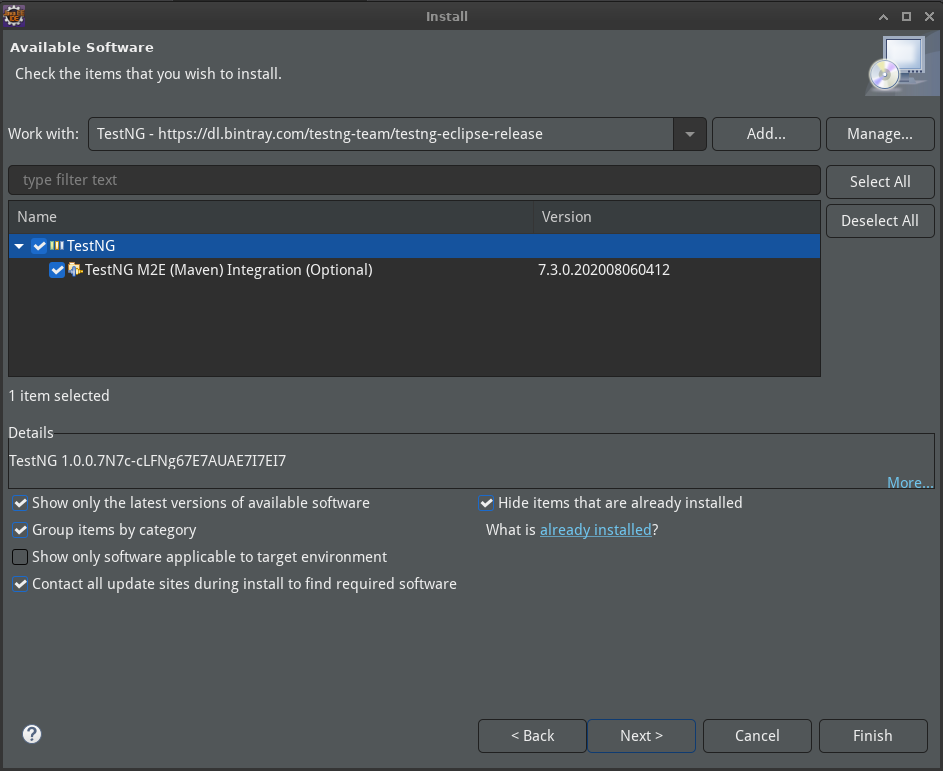 Install
Available Software
Check the items that you wish to install.
Work with: TestNG - https://dl.bintray.com/testng-team/testng-eclipse-release Add... Manage...
type filter text Select All
Name Version Deselect All
TestNG
TestNG M2E (Maven) Integration (Optional) 7.3.0.202008060412
1 item selected
Details
TestNG 1.0.0.7N7c-cLFNg67E7AUAE7I7EI7
More...
Show only the latest versions of available software Hide items that are already installed
Group items by category What is already installed?
Show only software applicable to target environment
Contact all update sites during install to find required software
? < Back Next > Cancel Finish